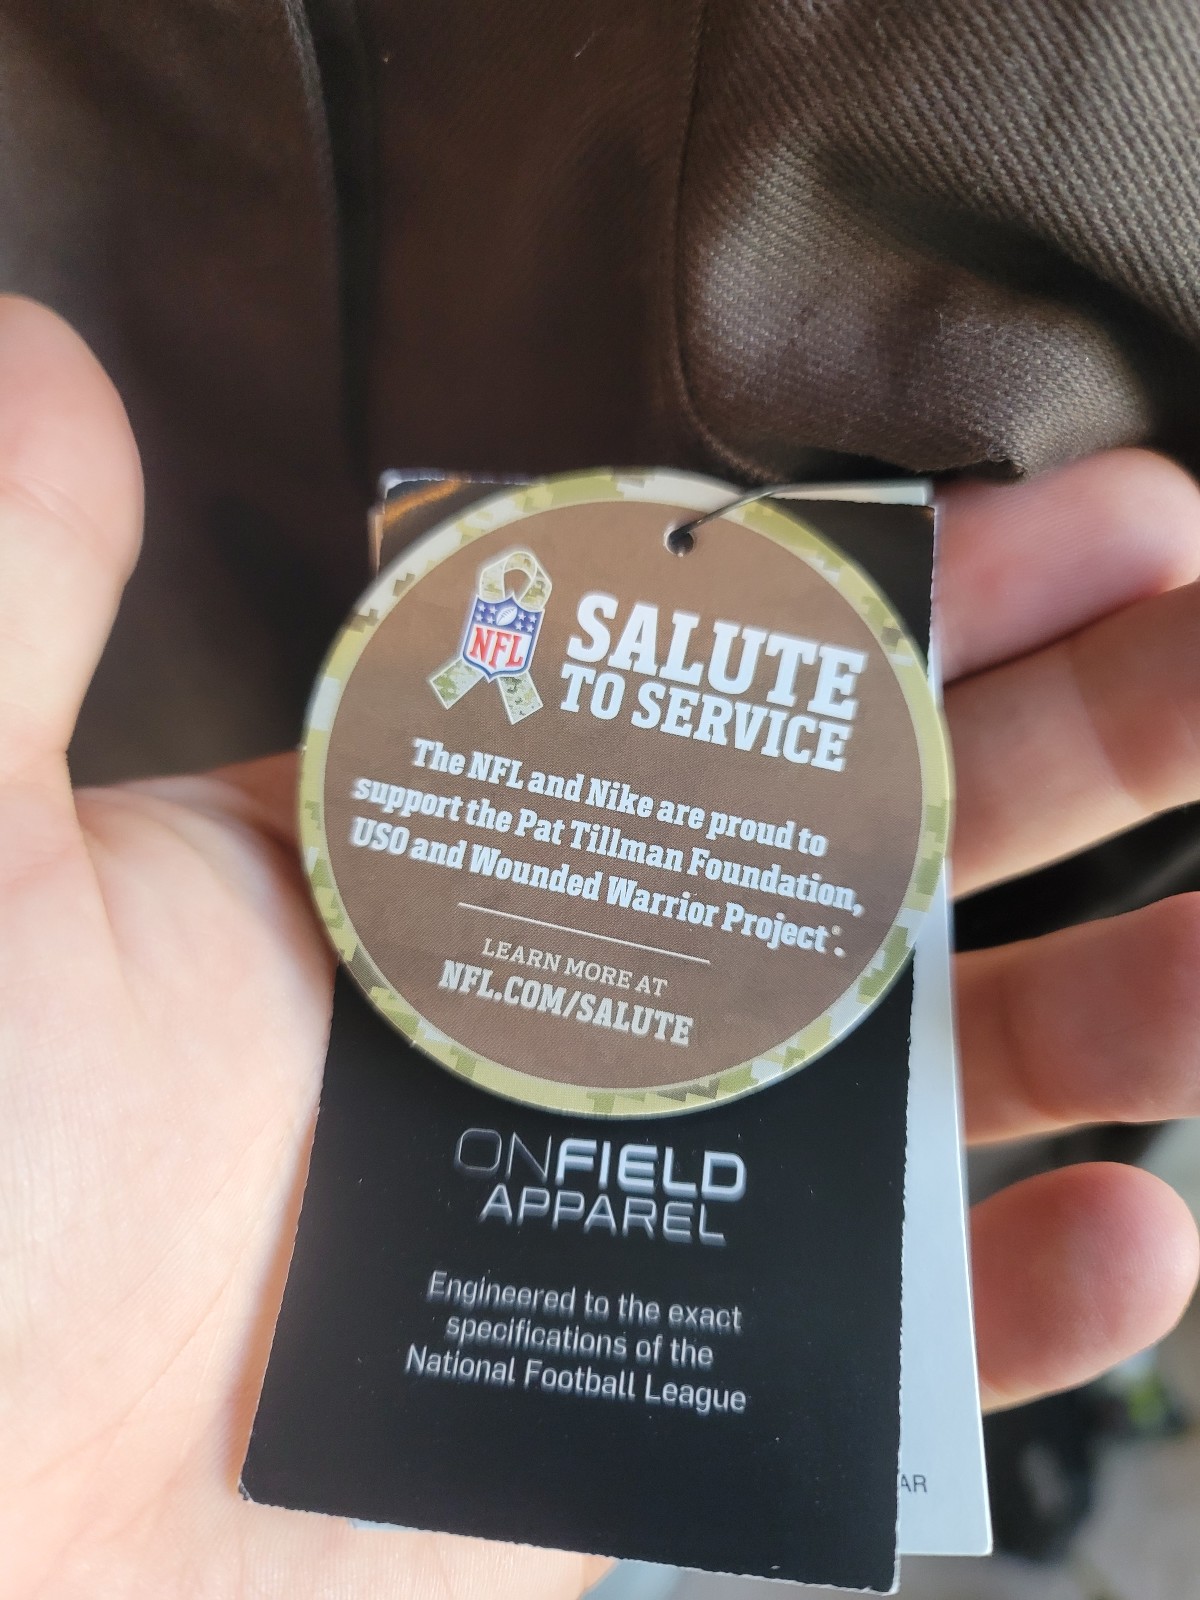 NFL
SALUTE
TO SERVICE
The NFL and Nike are proud to
support the Pat Tillman Foundation,
USO and Wounded Warrior Project®.
LEARN MORE AT
NFL.COM/SALUTE
ONFIELD
APPAREL
Engineered to the exact
specifications of the
National Football League
AR